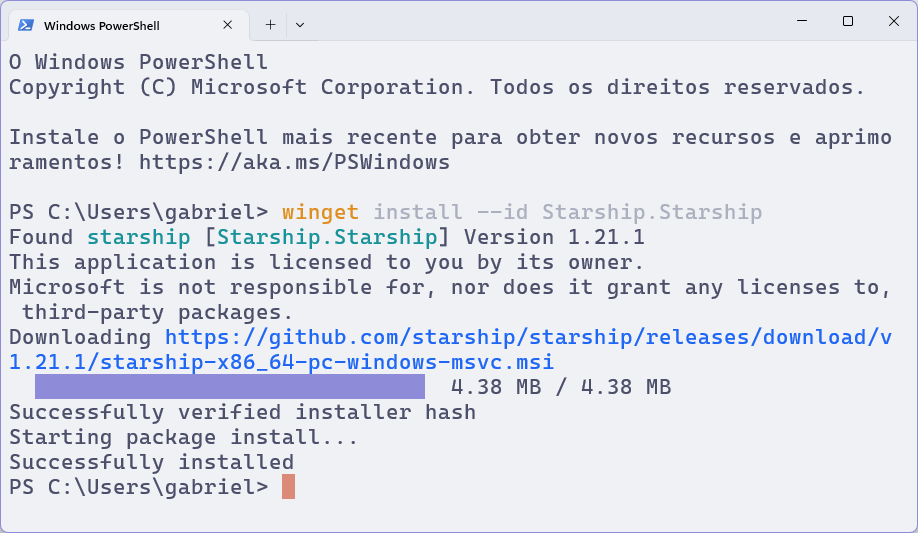 Windows PowerShell
O Windows PowerShell
Copyright (C) Microsoft Corporation. Todos os direitos reservados.
Instale o PowerShell mais recente para obter novos recursos e aprimo
ramentos! https://aka.ms/PSWindows
PS C:\Users\gabriel> winget install --id Starship.Starship
Found starship [Starship.Starship] Version 1.21.1
This application is licensed to you by its owner.
Microsoft is not responsible for, nor does it grant any licenses to,
 third-party packages.
Downloading https://github.com/starship/starship/releases/download/v
1.21.1/starship-x86_64-pc-windows-msvc.msi
4.38 MB / 4.38 MB
Successfully verified installer hash
Starting package install...
Successfully installed
PS C:\Users\gabriel>